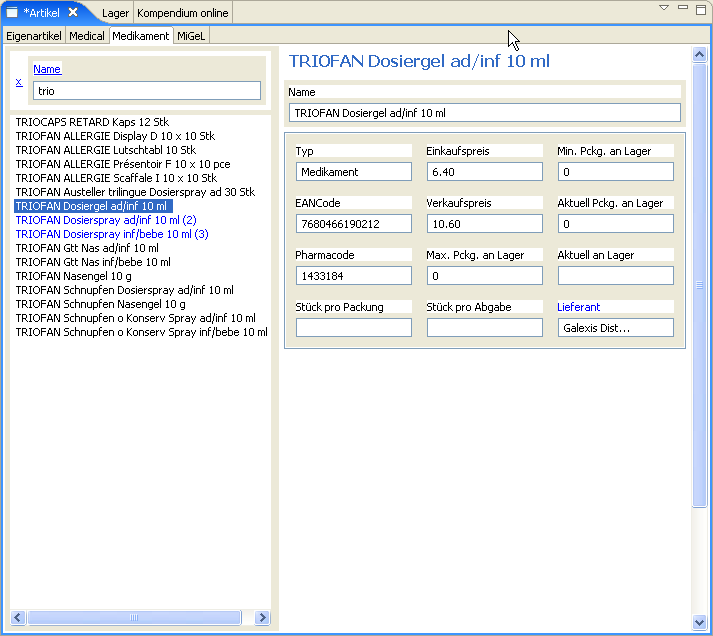 *Artikel
Lager
Kompendium online
Eigenartikel
Medical
Medikament
MiGeL
x
Name
trio
TRIOCAPS RETARD Kaps 12 Stk
TRIOFAN ALLERGIE Display D 10 x 10 Stk
TRIOFAN ALLERGIE Lutschtabl 10 Stk
TRIOFAN ALLERGIE Présentoir F 10 x 10 pce
TRIOFAN ALLERGIE Scaffale I 10 x 10 Stk
TRIOFAN Austeller trilingue Dosierspray ad 30 Stk
TRIOFAN Dosiergel ad/inf 10 ml
TRIOFAN Dosierspray ad/inf 10 ml (2)
TRIOFAN Dosierspray inf/bebe 10 ml (3)
TRIOFAN Gtt Nas ad/inf 10 ml
TRIOFAN Gtt Nas inf/bebe 10 ml
TRIOFAN Nasengel 10 g
TRIOFAN Schnupfen Dosierspray ad/inf 10 ml
TRIOFAN Schnupfen Nasengel 10 g
TRIOFAN Schnupfen o Konserv Spray ad/inf 10 ml
TRIOFAN Schnupfen o Konserv Spray inf/bebe 10 ml
TRIOFAN Dosiergel ad/inf 10 ml
Name
TRIOFAN Dosiergel ad/inf 10 ml
Typ
Einkaufspreis
Min. Pckg. an Lager
Medikament
6.40
0
EANCode
Verkaufspreis
Aktuell Pckg. an Lager
7680466190212
10.60
0
Pharmacode
Max. Pckg. an Lager
Aktuell an Lager
1433184
0
Stück pro Packung
Stück pro Abgabe
Lieferant
Galexis Dist...